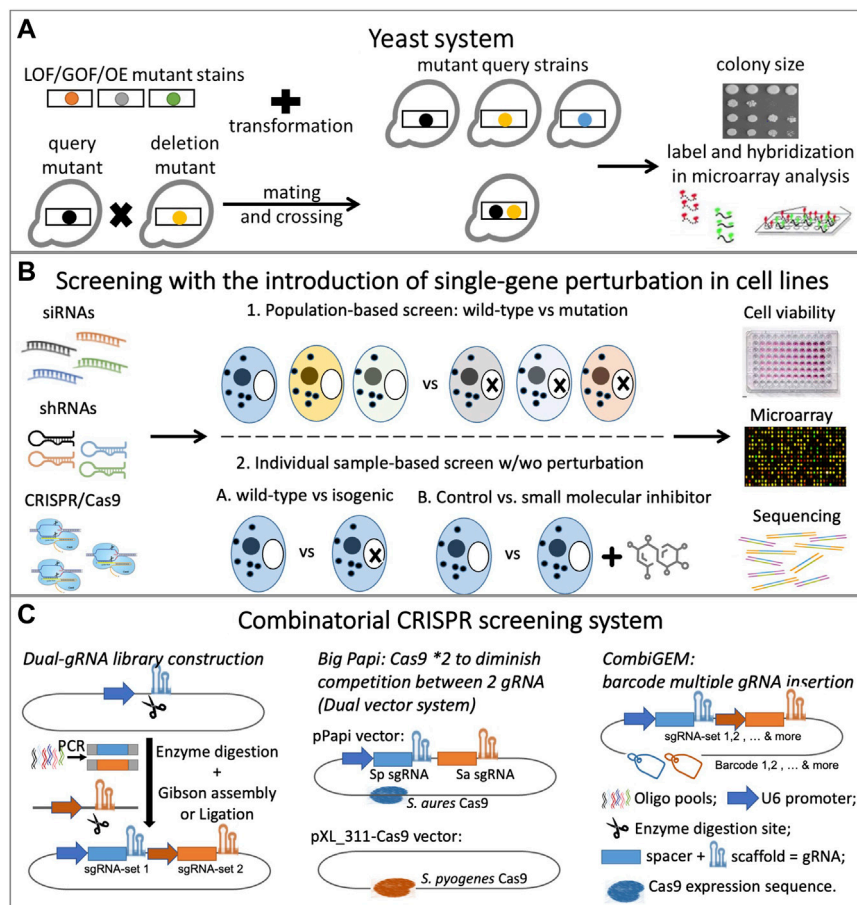 A
Yeast system
LOF/GOF/OE mutant stains
transformation
query
mutant
deletion
mutant
mating
and crossing
mutant query strains
colony size
label and hybridization
in microarray analysis
B
Screening with the introduction of single-gene perturbation in cell lines
siRNAs
shRNAs
CRISPR/Cas9
1. Population-based screen: wild-type vs mutation
vs
2. Individual sample-based screen w/wo perturbation
A. wild-type vs isogenic
vs
B. Control vs. small molecular inhibitor
vs
Cell viability
Microarray
Sequencing
C
Combinatorial CRISPR screening system
Dual-gRNA library construction
PCR
Enzyme digestion
+
Gibson assembly
or Ligation
sgRNA-set 1
sgRNA-set 2
Big Papi: Cas9 *2 to diminish
competition between 2 gRNA
(Dual vector system)
pPapi vector:
Sp sgRNA
Sa sgRNA
S. aures Cas9
pXL_311-Cas9 vector:
S. pyogenes Cas9
CombiGEM:
barcode multiple gRNA insertion
sgRNA-set 1,2 , ... & more
Barcode 1,2 , ... & more
Oligo pools;
U6 promoter;
Enzyme digestion site;
spacer + scaffold = gRNA;
Cas9 expression sequence.